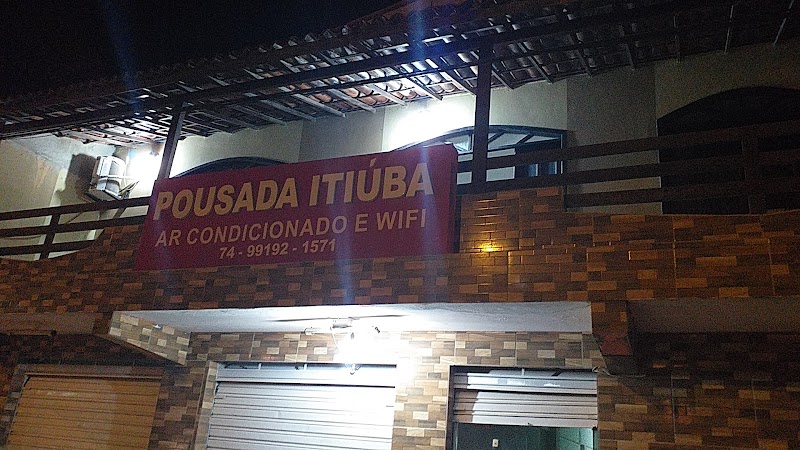 POUSADA ITIÚBA
AR CONDICIONADO E WIFI
74 - 99192 - 1571